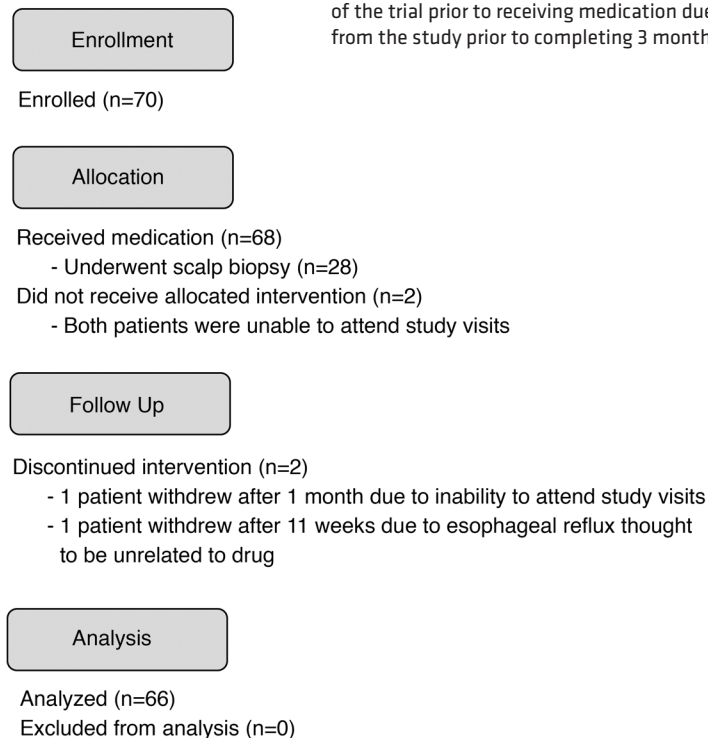 of the trial prior to receiving medication due
from the study prior to completing 3 month
Enrollment
Enrolled (n=70)
Allocation
Received medication (n=68)
- Underwent scalp biopsy (n=28)
Did not receive allocated intervention (n=2)
- Both patients were unable to attend study visits
Follow Up
Discontinued intervention (n=2)
- 1 patient withdrew after 1 month due to inability to attend study visits
- 1 patient withdrew after 11 weeks due to esophageal reflux thought
to be unrelated to drug
Analysis
Analyzed (n=66)
Excluded from analysis (n=0)